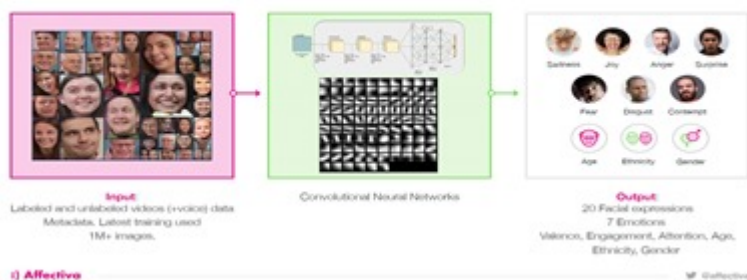 Sadness Joy Anger Surprise
Fear Disgust Contempt
Age Ethnicity Gender
Input:
Labeled and unlabeled videos (+voice) data
Metadata. Latest training used
1M+ images.
Convolutional Neural Networks
Output:
20 Facial expressions
7 Emotions
Valence, Engagement, Attention, Age,
Ethnicity, Gender
Affectiva
@affectiva